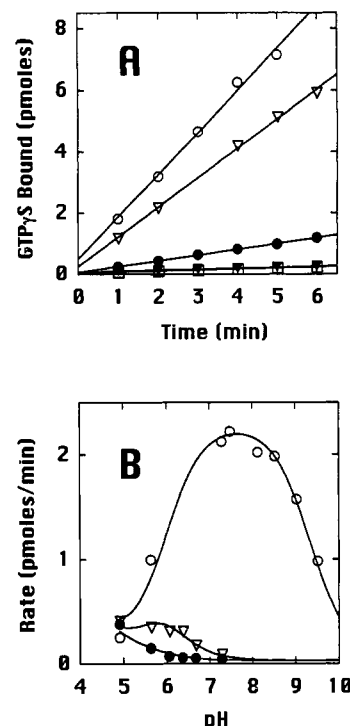 A
GTPγS Bound (pmoles)
8
6
4
2
0
0 1 2 3 4 5 6
Time (min)
B
Rate (pmoles/min)
2
1
0
4 5 6 7 8 9 10
pH